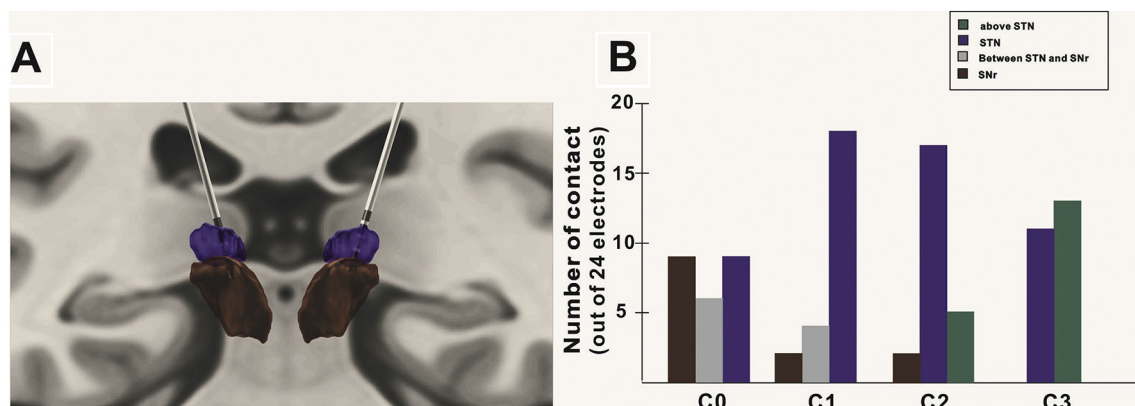 A
B
above STN
STN
Between STN and SNr
SNr
Number of contact
(out of 24 electrodes)
20
15
10
5
C0
C1
C2
C3